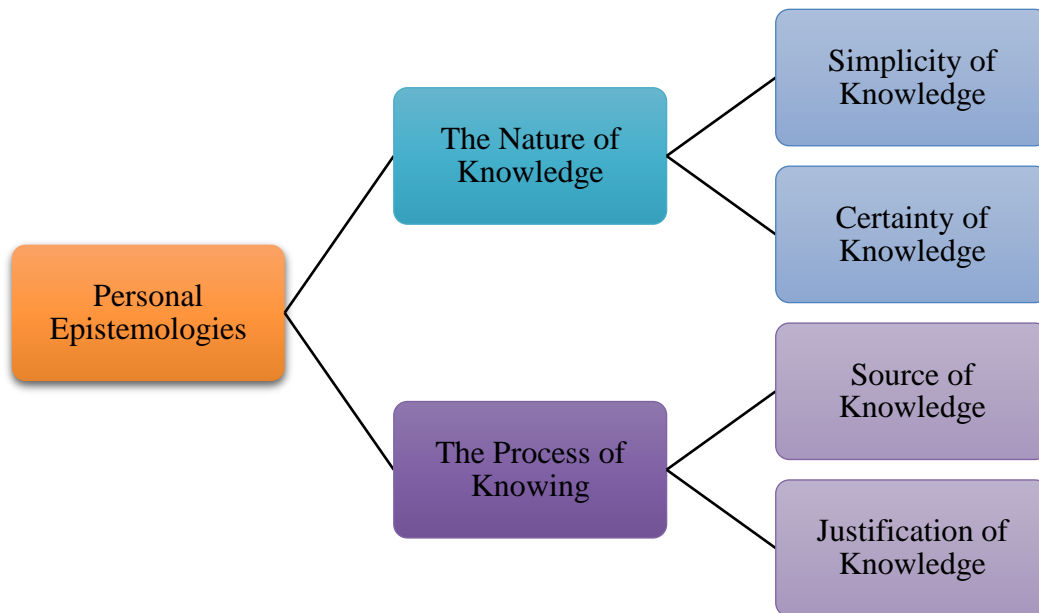 Personal
Epistemologies
The Nature of
Knowledge
Simplicity of
Knowledge
Certainty of
Knowledge
The Process of
Knowing
Source of
Knowledge
Justification of
Knowledge